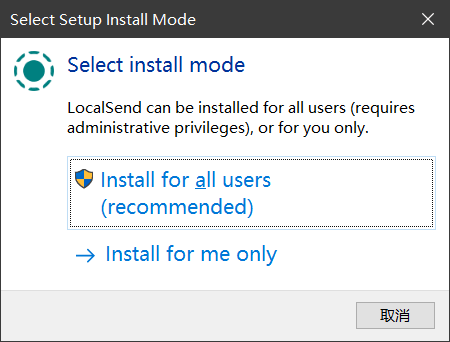 Select Setup Install Mode
Select install mode
LocalSend can be installed for all users (requires
administrative privileges), or for you only.
Install for all users
(recommended)
Install for me only
取消